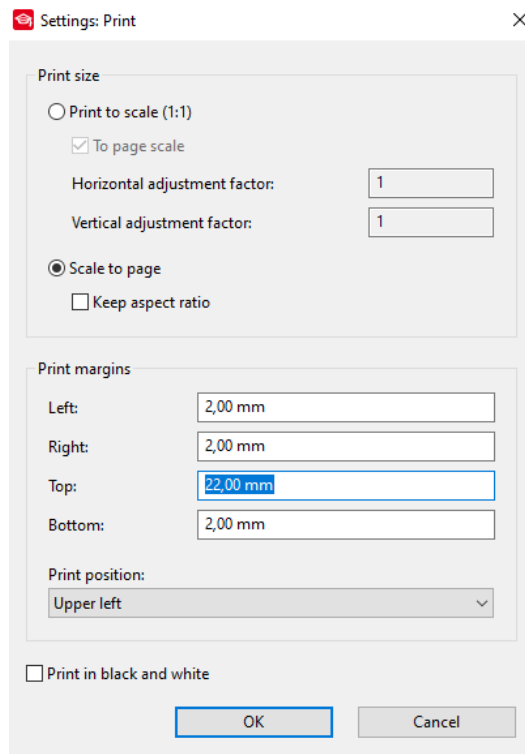 Settings: Print
Print size
Print to scale (1:1)
To page scale
Horizontal adjustment factor: 1
Vertical adjustment factor: 1
Scale to page
Keep aspect ratio
Print margins
Left: 2,00 mm
Right: 2,00 mm
Top: 22,00 mm
Bottom: 2,00 mm
Print position:
Upper left
Print in black and white
OK Cancel